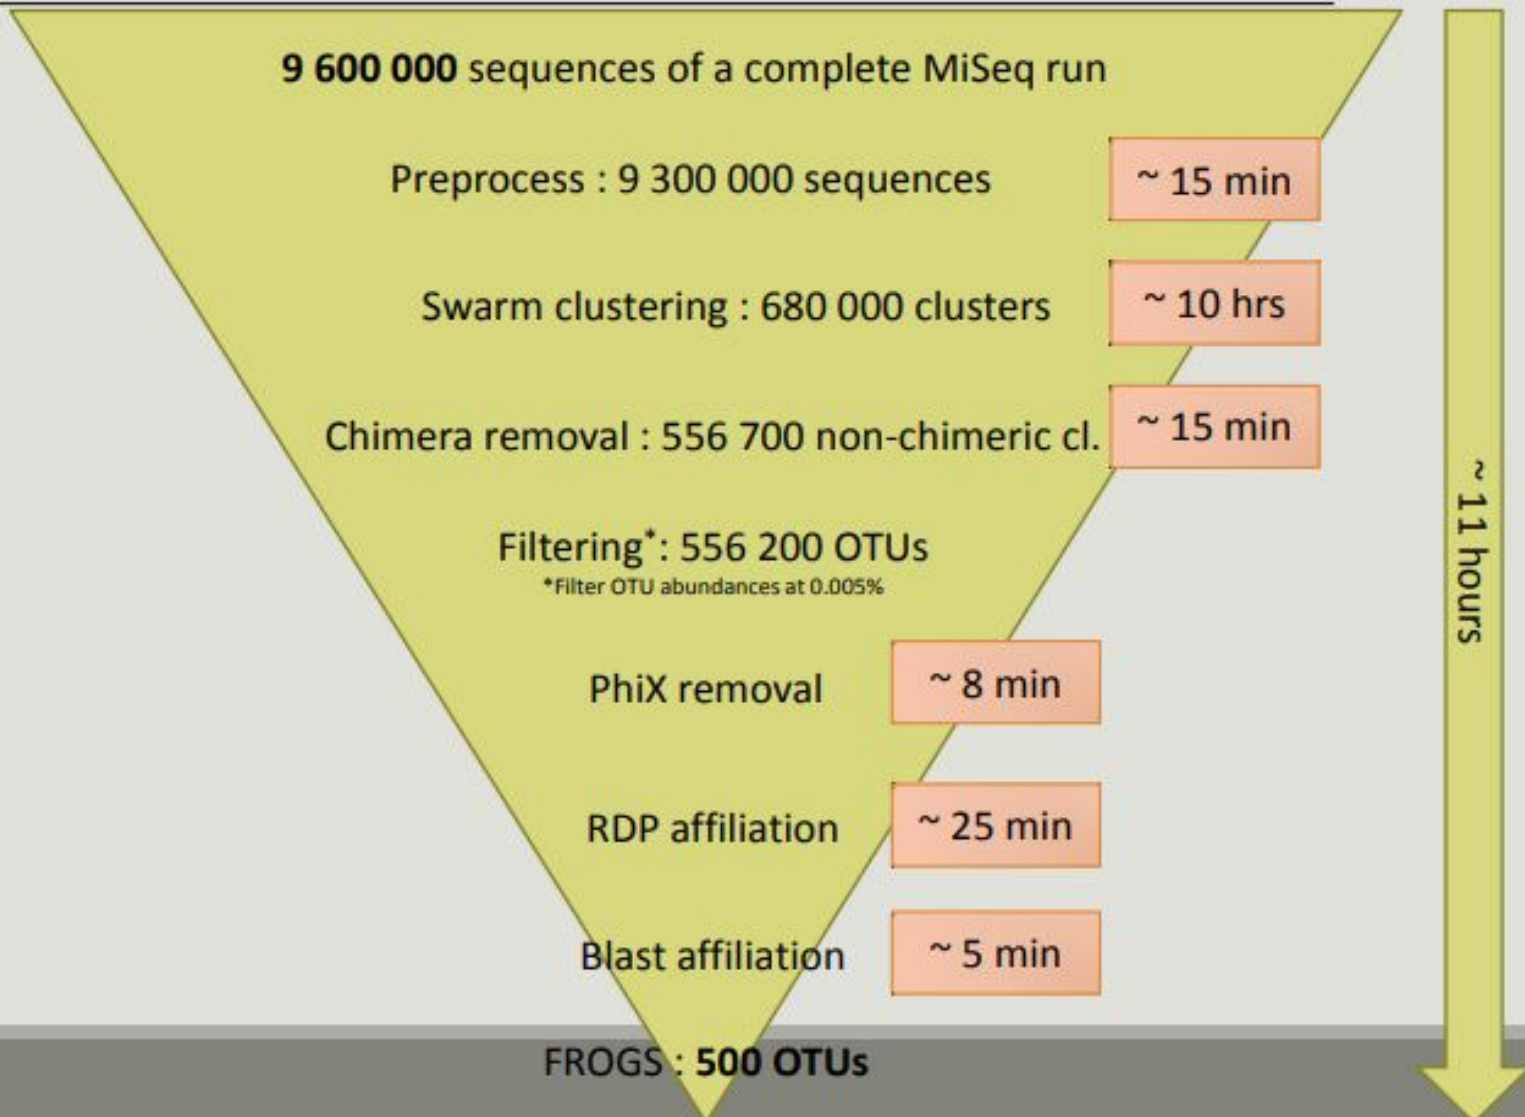 9 600 000 sequences of a complete MiSeq run
Preprocess : 9 300 000 sequences
~ 15 min
Swarm clustering : 680 000 clusters
~ 10 hrs
Chimera removal : 556 700 non-chimeric cl.
~ 15 min
Filtering*: 556 200 OTUs
*Filter OTU abundances at 0.005%
PhiX removal
~ 8 min
RDP affiliation
~ 25 min
Blast affiliation
~ 5 min
FROGS : 500 OTUs
~ 11 hours